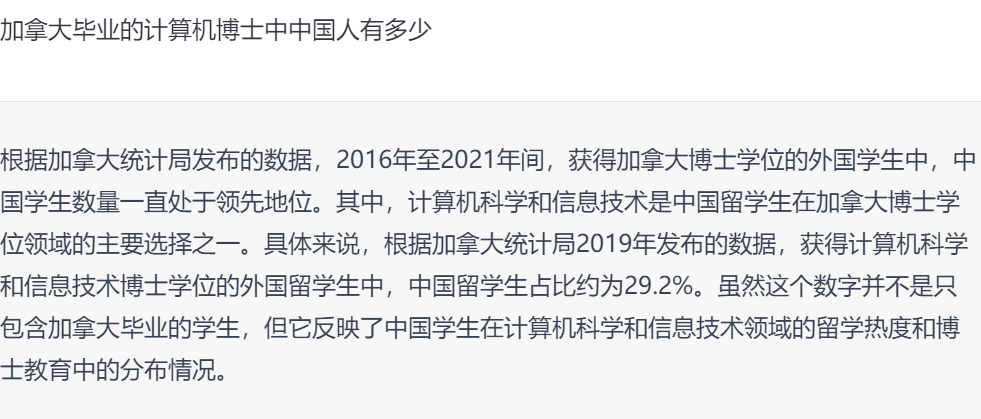 加拿大毕业的计算机博士中中国人有多少
根据加拿大统计局发布的数据，2016年至2021年间，获得加拿大博士学位的外国学生中，中
国学生数量一直处于领先地位。其中，计算机科学和信息技术是中国留学生在加拿大博士学
位领域的主要选择之一。具体来说，根据加拿大统计局2019年发布的数据，获得计算机科学
和信息技术博士学位的外国留学生中，中国留学生占比约为29.2%。虽然这个数字并不是只
包含加拿大毕业的学生，但它反映了中国学生在计算机科学和信息技术领域的留学热度和博
士教育中的分布情况。